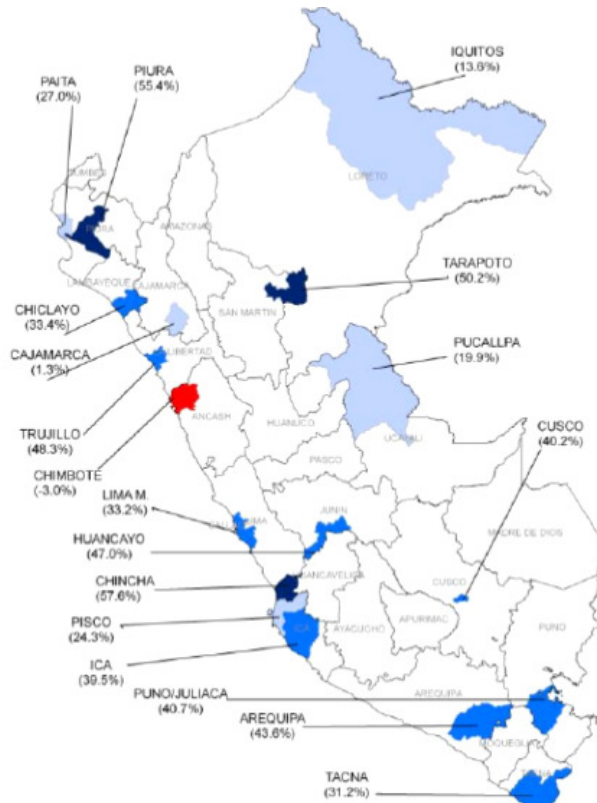 IQUITOS
(13.6%)
PIURA
(55.4%)
PAITA
(27.0%)
LORETO
TUMBES
PIURA
AMAZONAS
TARAPOTO
(50.2%)
LAMBAYEQUE
CAJAMARCA
CHICLAYO
(33.4%)
SAN MARTIN
PUCALLPA
(19.9%)
CAJAMARCA
(1.3%)
LIBERTAD
ANCASH
HUANUCO
UCAYALI
CUSCO
(40.2%)
TRUJILLO
(48.3%)
PASCO
CHIMBOTE
(-3.0%)
LIMA M.
(33.2%)
LIMA
JUNIN
MADRE DE DIOS
HUANCAYO
(47.0%)
HUANCAVELICA
CHINCHA
(57.6%)
CUSCO
PISCO
(24.3%)
ICA
AYACUCHO
APURIMAC
PUNO
ICA
(39.5%)
PUNO/JULIACA
(40.7%)
AREQUIPA
AREQUIPA
(43.6%)
MOQUEGUA
TACNA
TACNA
(31.2%)